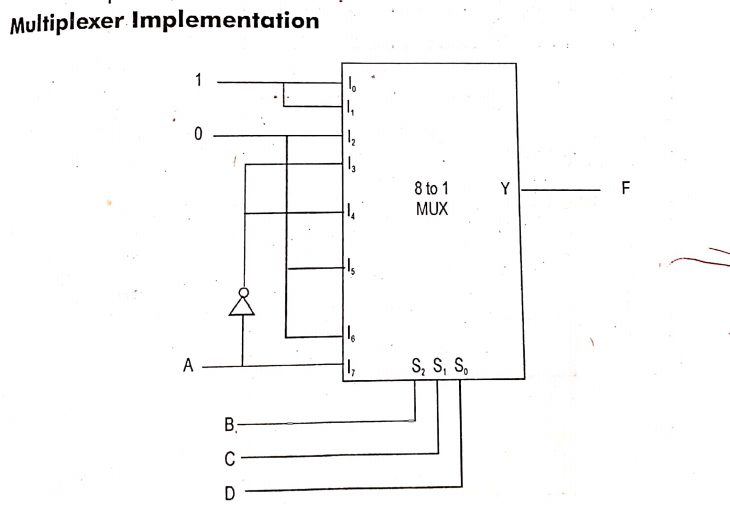 Multiplexer Implementation
1
I₀
I₁
0
I₂
I₃
8 to 1
MUX
Y
F
I₄
I₅
I₆
A
I₇
S₂ S₁ S₀
B
C
D